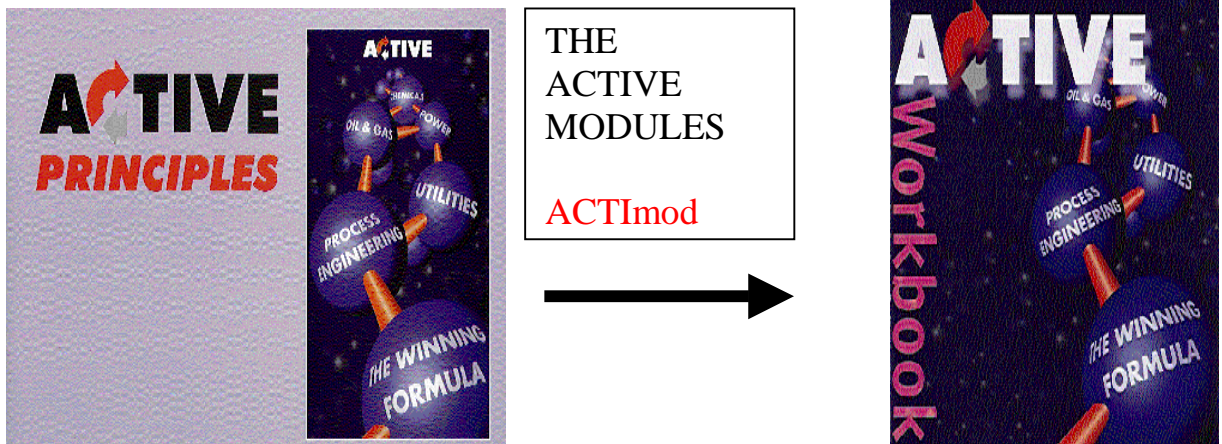 ACTIVE
PRINCIPLES
ACTIVE
CHEMICALS
OIL & GAS
POWER
UTILITIES
PROCESS
ENGINEERING
THE WINNING
FORMULA
THE
ACTIVE
MODULES
ACTImod
ACTIVE
Workbook
OIL & GAS
POWER
UTILITIES
PROCESS
ENGINEERING
THE WINNING
FORMULA